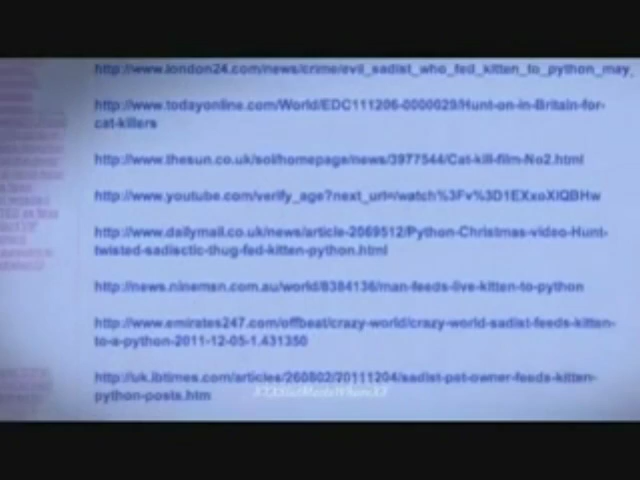 http://www.london24.com/news/crime/evil_sadist_who_fed_kitten_to_python_may_
http://www.todayonline.com/World/EDC111206-0000029/Hunt-on-in-Britain-for-
cat-killers
http://www.thesun.co.uk/sol/homepage/news/3977544/Cat-kill-film-No2.html
http://www.youtube.com/verify_age?next_url=/watch%3Fv%3D1EXxoXIQBHw
http://www.dailymail.co.uk/news/article-2069512/Python-Christmas-video-Hunt-
twisted-sadisctic-thug-fed-kitten-python.html
http://news.ninemsn.com.au/world/8384136/man-feeds-live-kitten-to-python
http://www.emirates247.com/offbeat/crazy-world/crazy-world-sadist-feeds-kitten-
to-a-python-2011-12-05-1.431350
http://uk.ibtimes.com/articles/260802/20111204/sadist-pet-owner-feeds-kitten-
python-posts.htm